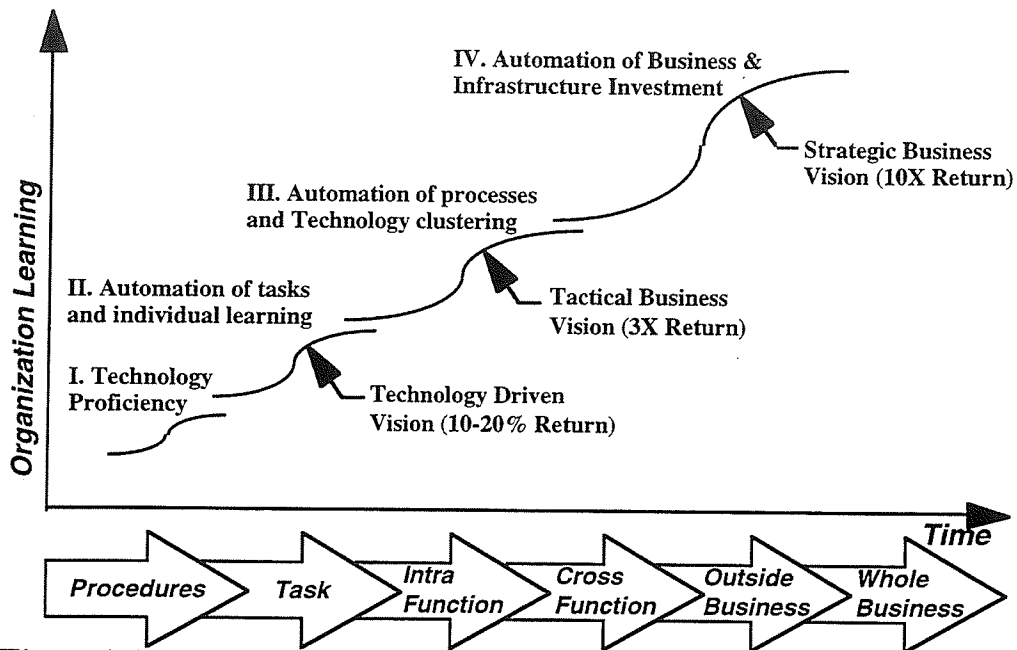 IV. Automation of Business &
Infrastructure Investment
Strategic Business
Vision (10X Return)
III. Automation of processes
and Technology clustering
Tactical Business
Vision (3X Return)
II. Automation of tasks
and individual learning
I. Technology
Proficiency
Technology Driven
Vision (10-20% Return)
Organization Learning
Time
Procedures
Task
Intra
Function
Cross
Function
Outside
Business
Whole
Business